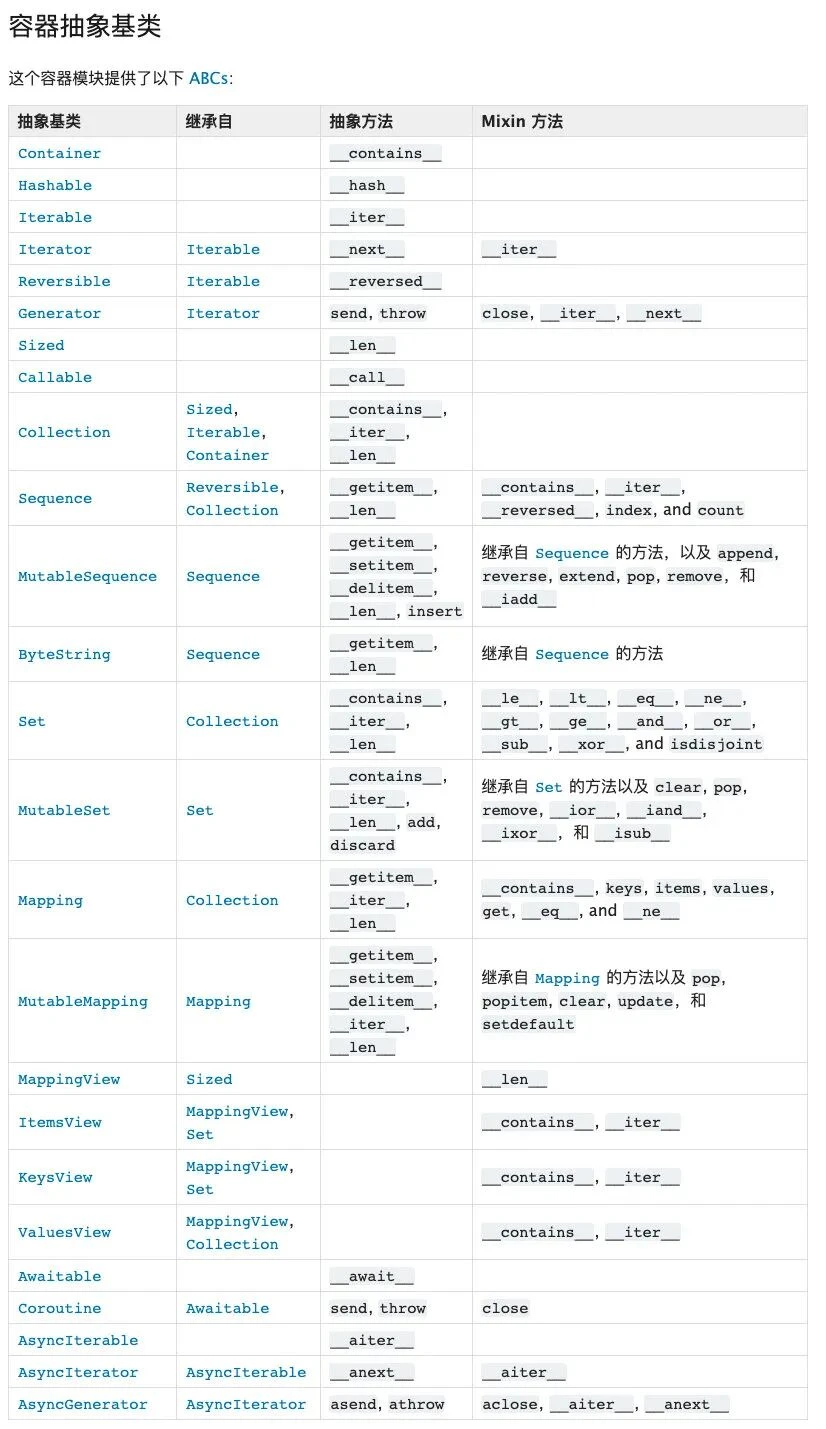 容器抽象基类
这个容器模块提供了以下 ABCs:
抽象基类 继承自 抽象方法 Mixin 方法
Container __contains__
Hashable __hash__
Iterable __iter__
Iterator Iterable __next__ __iter__
Reversible Iterable __reversed__
Generator Iterator send, throw close, __iter__, __next__
Sized __len__
Callable __call__
Collection
Sized,
Iterable,
Container
__contains__,
__iter__,
__len__
Sequence
Reversible,
Collection
__getitem__,
__len__
__contains__, __iter__,
__reversed__, index, and count
MutableSequence
Sequence
__getitem__,
__setitem__,
__delitem__,
__len__, insert
继承自 Sequence 的方法，以及 append,
reverse, extend, pop, remove，和
__iadd__
ByteString
Sequence
__getitem__,
__len__
继承自 Sequence 的方法
Set
Collection
__contains__,
__iter__,
__len__
__le__, __lt__, __eq__, __ne__,
__gt__, __ge__, __and__, __or__,
__sub__, __xor__, and isdisjoint
MutableSet
Set
__contains__,
__iter__,
__len__, add,
discard
继承自 Set 的方法以及 clear, pop,
remove, __ior__, __iand__,
__ixor__，和 __isub__
Mapping
Collection
__getitem__,
__iter__,
__len__
__contains__, keys, items, values,
get, __eq__, and __ne__
MutableMapping
Mapping
__getitem__,
__setitem__,
__delitem__,
__iter__,
__len__
继承自 Mapping 的方法以及 pop,
popitem, clear, update，和
setdefault
MappingView Sized __len__
ItemsView
MappingView,
Set
__contains__, __iter__
KeysView
MappingView,
Set
__contains__, __iter__
ValuesView
MappingView,
Collection
__contains__, __iter__
Awaitable __await__
Coroutine Awaitable send, throw close
AsyncIterable __aiter__
AsyncIterator AsyncIterable __anext__ __aiter__
AsyncGenerator AsyncIterator asend, athrow aclose, __aiter__, __anext__